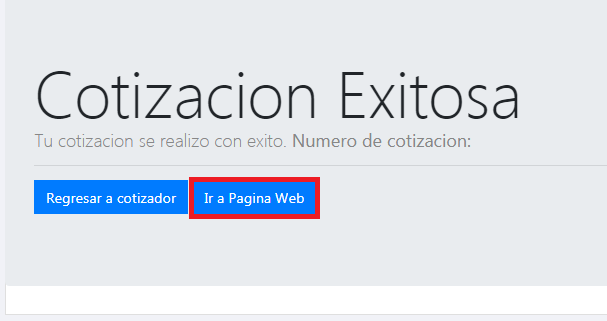 Cotizacion Exitosa
Tu cotizacion se realizo con exito. Numero de cotizacion:
Regresar a cotizador Ir a Pagina Web